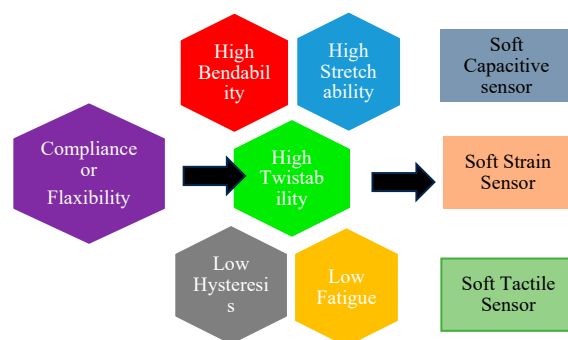 Compliance
or
Flaxibility
High
Bendabil
ity
High
Stretch
ability
High
Twistab
ility
Low
Hysteresi
s
Low
Fatigue
Soft
Capacitive
sensor
Soft Strain
Sensor
Soft Tactile
Sensor